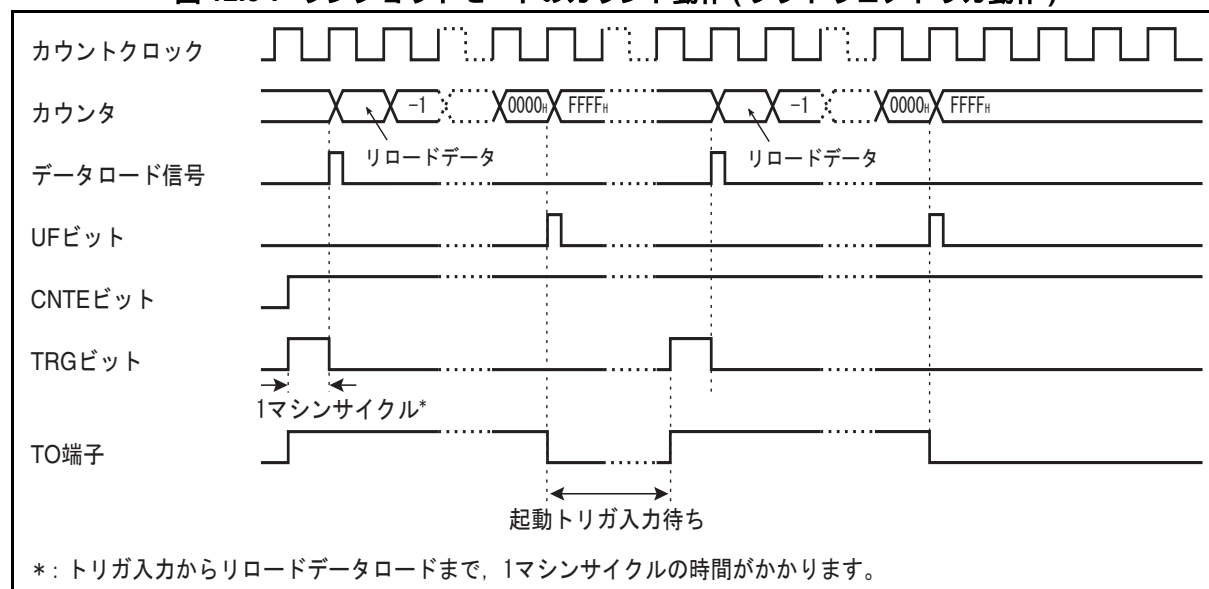 カウントクロック
カウンタ
-1
0000H
FFFFH
-1
0000H
FFFFH
リロードデータ
リロードデータ
データロード信号
UFビット
CNTEビット
TRGビット
1マシンサイクル*
TO端子
起動トリガ入力待ち
*: トリガ入力からリロードデータロードまで，1マシンサイクルの時間がかかります。